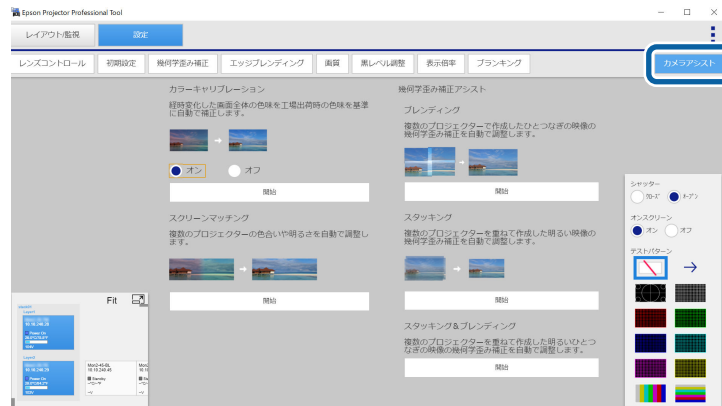 Epson Projector Professional Tool
レイアウト/監視
設定
レンズコントロール
初期設定
幾何学歪み補正
エッジブレンディング
画質
黒レベル調整
表示倍率
ブランキング
カメラアシスト
カラーキャリブレーション
経時変化した画面全体の色味を工場出荷時の色味を基準
に自動で補正します。
オン
オフ
開始
スクリーンマッチング
複数のプロジェクターの色合いや明るさを自動で調整し
ます。
開始
幾何学歪み補正アシスト
ブレンディング
複数のプロジェクターで作成したひとつなぎの映像の
幾何学歪み補正を自動で調整します。
開始
スタッキング
複数のプロジェクターを重ねて作成した明るい映像の
幾何学歪み補正を自動で調整します。
開始
スタッキング&ブレンディング
複数のプロジェクターを重ねて作成した明るいひとつ
なぎの映像の幾何学歪み補正を自動で調整します。
開始
シャッター
クローズ
オープン
オンスクリーン
オン
オフ
テストパターン
Fit
Power On
Mon2-45-BL
10.10.240.45
Standby
Power On